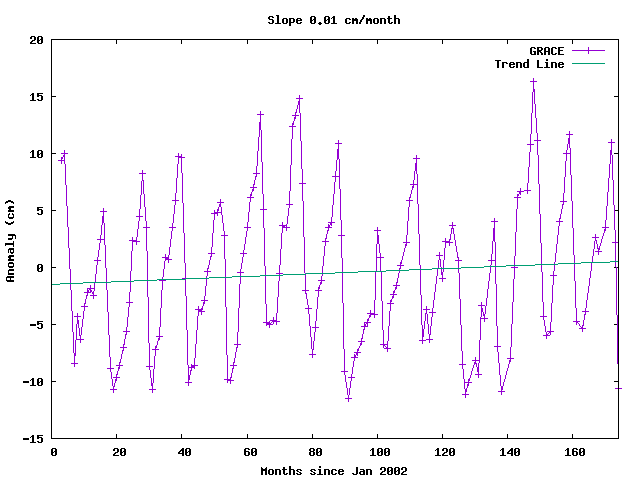 Slope 0.01 cm/month
GRACE
Trend Line
20
15
10
5
0
-5
-10
-15
Anomaly (cm)
0 20 40 60 80 100 120 140 160
Months since Jan 2002